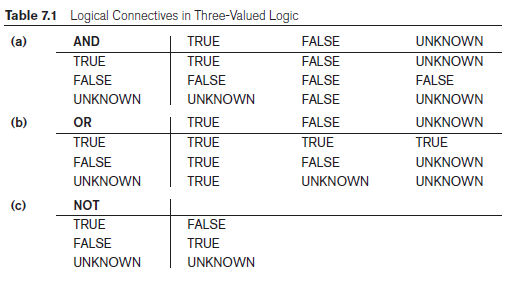 Table 7.1 Logical Connectives in Three-Valued Logic
(a) AND TRUE FALSE UNKNOWN
TRUE TRUE FALSE UNKNOWN
FALSE FALSE FALSE FALSE
UNKNOWN UNKNOWN FALSE UNKNOWN
(b) OR TRUE FALSE UNKNOWN
TRUE TRUE TRUE TRUE
FALSE TRUE FALSE UNKNOWN
UNKNOWN TRUE UNKNOWN UNKNOWN
(c) NOT
TRUE FALSE
FALSE TRUE
UNKNOWN UNKNOWN